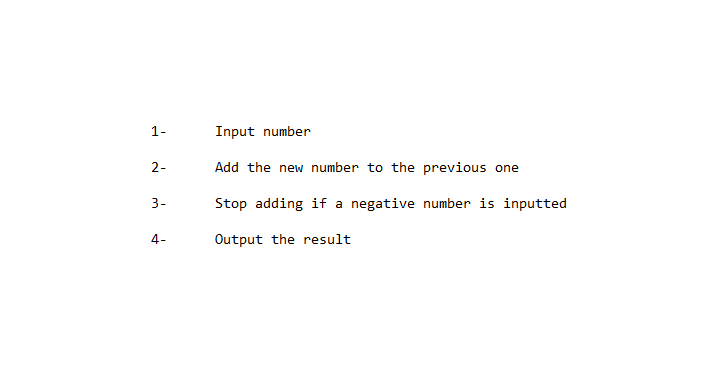 1- Input number
2- Add the new number to the previous one
3- Stop adding if a negative number is inputted
4- Output the result